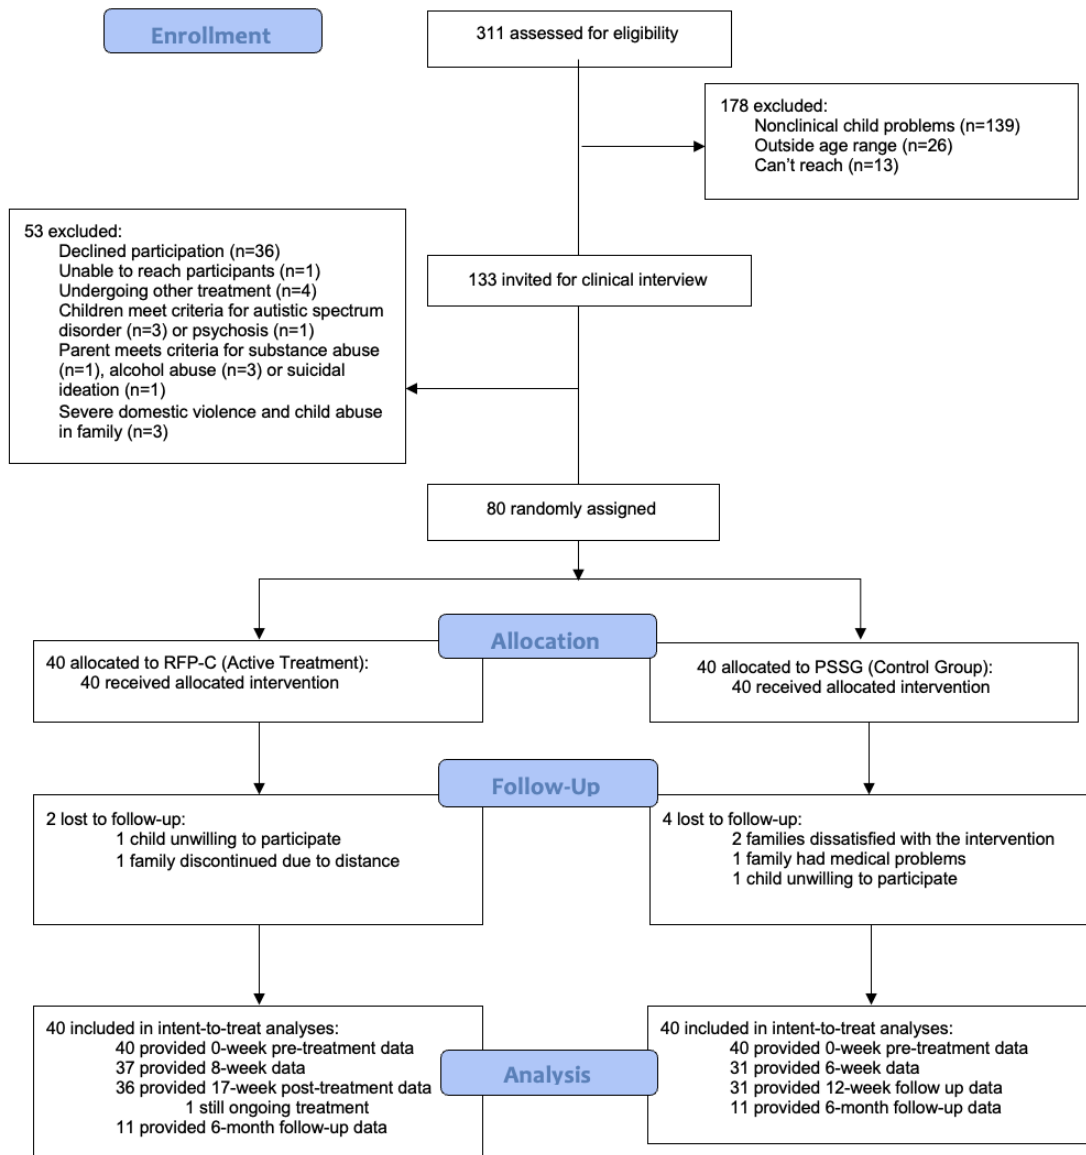 Enrollment
311 assessed for eligibility
178 excluded:
Nonclinical child problems (n=139)
Outside age range (n=26)
Can’t reach (n=13)
53 excluded:
Declined participation (n=36)
Unable to reach participants (n=1)
Undergoing other treatment (n=4)
Children meet criteria for autistic spectrum
disorder (n=3) or psychosis (n=1)
Parent meets criteria for substance abuse
(n=1), alcohol abuse (n=3) or suicidal
ideation (n=1)
Severe domestic violence and child abuse
in family (n=3)
133 invited for clinical interview
80 randomly assigned
Allocation
40 allocated to RFP-C (Active Treatment):
40 received allocated intervention
40 allocated to PSSG (Control Group):
40 received allocated intervention
Follow-Up
2 lost to follow-up:
1 child unwilling to participate
1 family discontinued due to distance
4 lost to follow-up:
2 families dissatisfied with the intervention
1 family had medical problems
1 child unwilling to participate
Analysis
40 included in intent-to-treat analyses:
40 provided 0-week pre-treatment data
37 provided 8-week data
36 provided 17-week post-treatment data
1 still ongoing treatment
11 provided 6-month follow-up data
40 included in intent-to-treat analyses:
40 provided 0-week pre-treatment data
31 provided 6-week data
31 provided 12-week follow up data
11 provided 6-month follow-up data